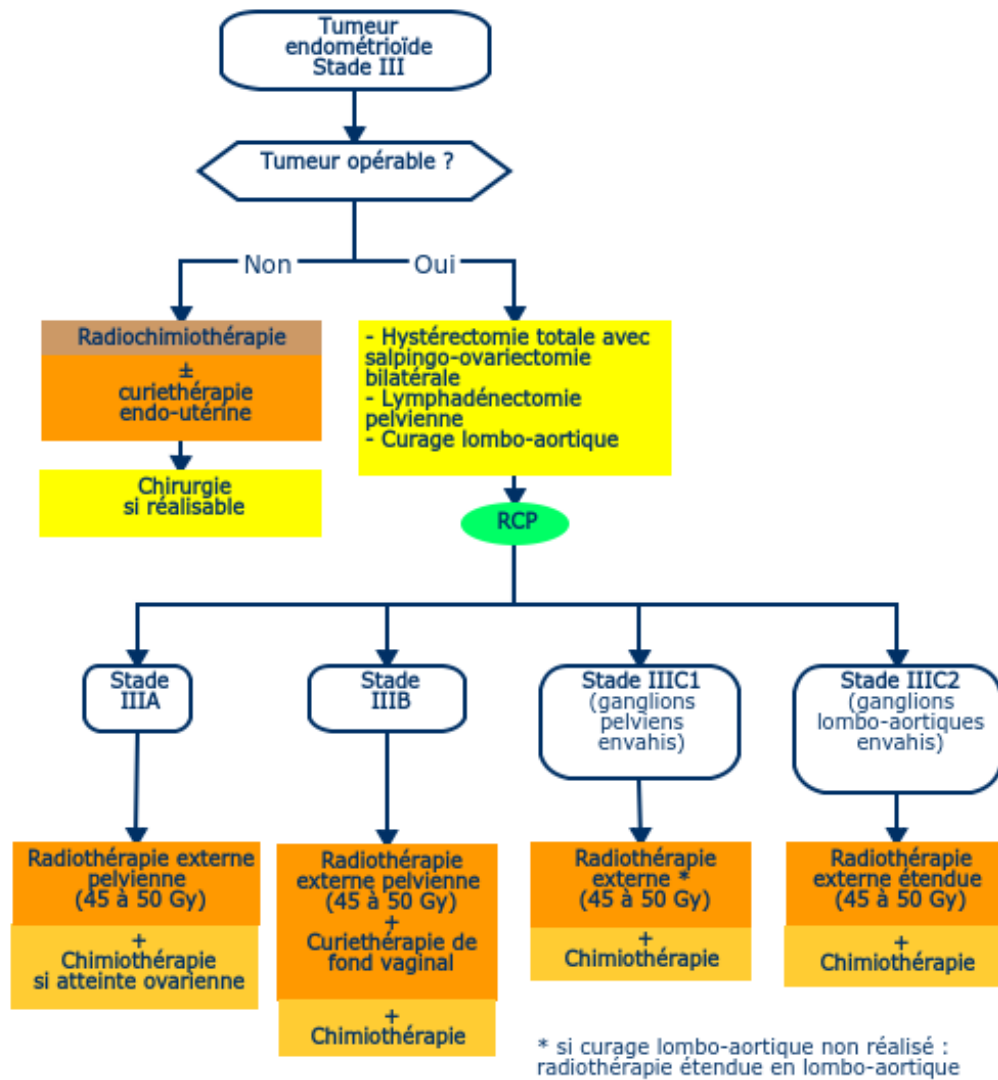 Tumeur
endométrioïde
Stade III
Tumeur opérable ?
Non
Oui
Radiochimiothérapie
±
curiethérapie
endo-utérine
Chirurgie
si réalisable
- Hystérectomie totale avec
salpingo-ovariectomie
bilatérale
- Lymphadénectomie
pelvienne
- Curage lombo-aortique
RCP
Stade
IIIA
Stade
IIIB
Stade IIIC1
(ganglions
pelviens
envahis)
Stade IIIC2
(ganglions
lombo-aortiques
envahis)
Radiothérapie externe
pelvienne
(45 à 50 Gy)
+
Chimiothérapie
si atteinte ovarienne
Radiothérapie
externe pelvienne
(45 à 50 Gy)
+
Curiethérapie de
fond vaginal
+
Chimiothérapie
Radiothérapie
externe *
(45 à 50 Gy)
+
Chimiothérapie
Radiothérapie
externe étendue
(45 à 50 Gy)
+
Chimiothérapie
* si curage lombo-aortique non réalisé :
radiothérapie étendue en lombo-aortique